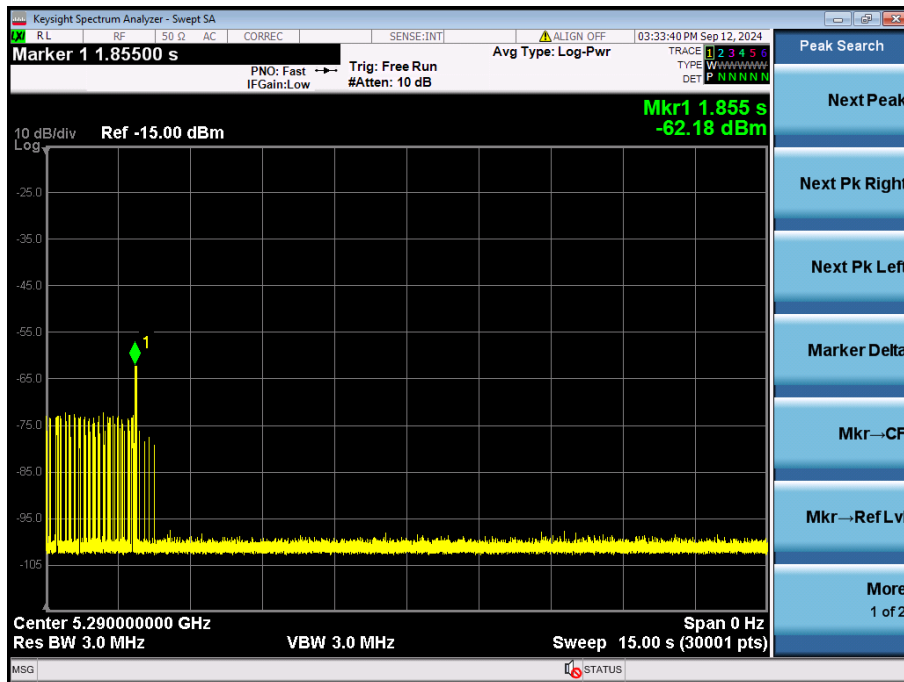 Keysight Spectrum Analyzer - Swept SA
LXI RL RF 50 Ω AC CORREC SENSE:INT ALIGN OFF 03:33:40 PM Sep 12, 2024
Marker 1 1.85500 s
PNO: Fast
IFGain:Low
Trig: Free Run
#Atten: 10 dB
Avg Type: Log-Pwr
TRACE 1 2 3 4 5 6
TYPE WWWWWW
DET P N N N N N
Peak Search
Next Peak
Next Pk Right
Next Pk Left
Marker Delta
Mkr→CF
Mkr→Ref Lvl
More
1 of 2
Mkr1 1.855 s
-62.18 dBm
10 dB/div Ref -15.00 dBm
Log
-25.0
-35.0
-45.0
-55.0
-65.0
-75.0
-85.0
-95.0
-105
1
Center 5.290000000 GHz Span 0 Hz
Res BW 3.0 MHz VBW 3.0 MHz Sweep 15.00 s (30001 pts)
MSG STATUS